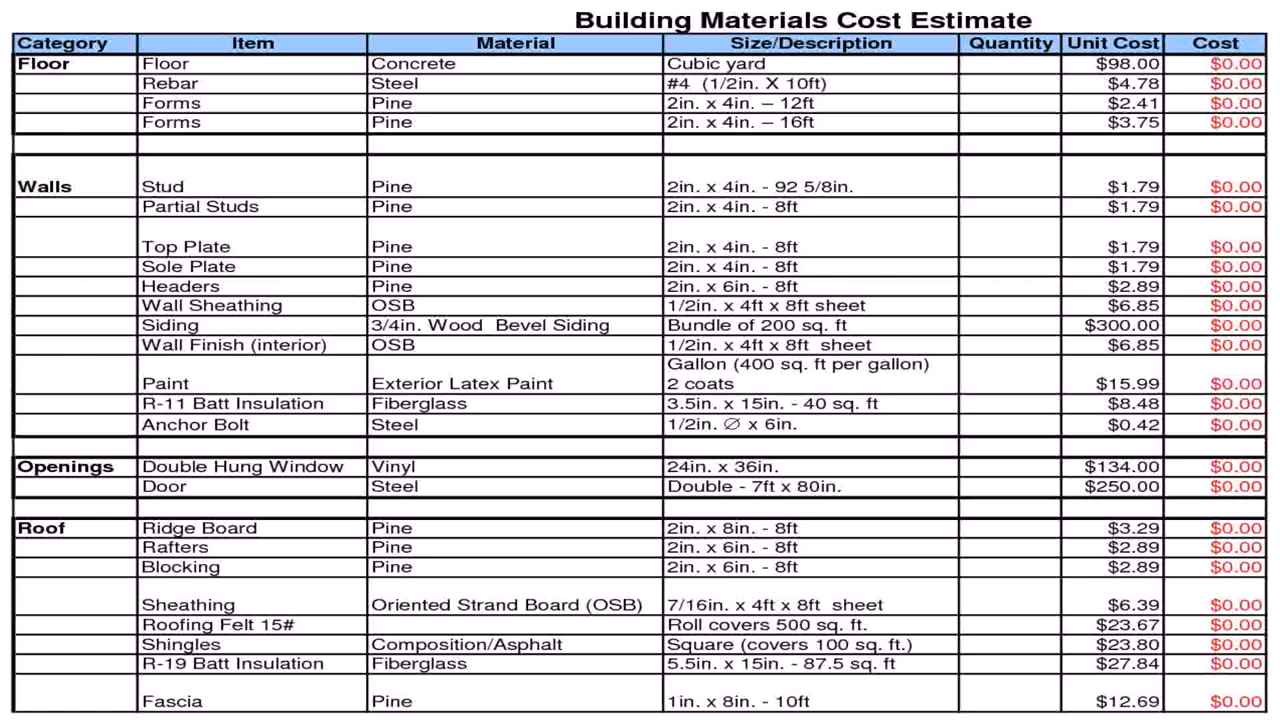 Building Materials Cost Estimate
Category Item Material Size/Description Quantity Unit Cost Cost
Floor Floor Concrete Cubic yard $98.00 $0.00
Rebar Steel #4 (1/2in. X 10ft) $4.78 $0.00
Forms Pine 2in. x 4in. – 12ft $2.41 $0.00
Forms Pine 2in. x 4in. – 16ft $3.75 $0.00
Walls Stud Pine 2in. x 4in. - 92 5/8in. $1.79 $0.00
Partial Studs Pine 2in. x 4in. - 8ft $1.79 $0.00
Top Plate Pine 2in. x 4in. - 8ft $1.79 $0.00
Sole Plate Pine 2in. x 4in. - 8ft $1.79 $0.00
Headers Pine 2in. x 6in. - 8ft $2.89 $0.00
Wall Sheathing OSB 1/2in. x 4ft x 8ft sheet $6.85 $0.00
Siding 3/4in. Wood Bevel Siding Bundle of 200 sq. ft $300.00 $0.00
Wall Finish (interior) OSB 1/2in. x 4ft x 8ft sheet $6.85 $0.00
Gallon (400 sq. ft per gallon)
Paint Exterior Latex Paint 2 coats $15.99 $0.00
R-11 Batt Insulation Fiberglass 3.5in. x 15in. - 40 sq. ft $8.48 $0.00
Anchor Bolt Steel 1/2in. ∅ x 6in. $0.42 $0.00
Openings Double Hung Window Vinyl 24in. x 36in. $134.00 $0.00
Door Steel Double - 7ft x 80in. $250.00 $0.00
Roof Ridge Board Pine 2in. x 8in. - 8ft $3.29 $0.00
Rafters Pine 2in. x 6in. - 8ft $2.89 $0.00
Blocking Pine 2in. x 6in. - 8ft $2.89 $0.00
Sheathing Oriented Strand Board (OSB) 7/16in. x 4ft x 8ft sheet $6.39 $0.00
Roofing Felt 15# Roll covers 500 sq. ft. $23.67 $0.00
Shingles Composition/Asphalt Square (covers 100 sq. ft.) $23.80 $0.00
R-19 Batt Insulation Fiberglass 5.5in. x 15in. - 87.5 sq. ft $27.84 $0.00
Fascia Pine 1in. x 8in. - 10ft $12.69 $0.00